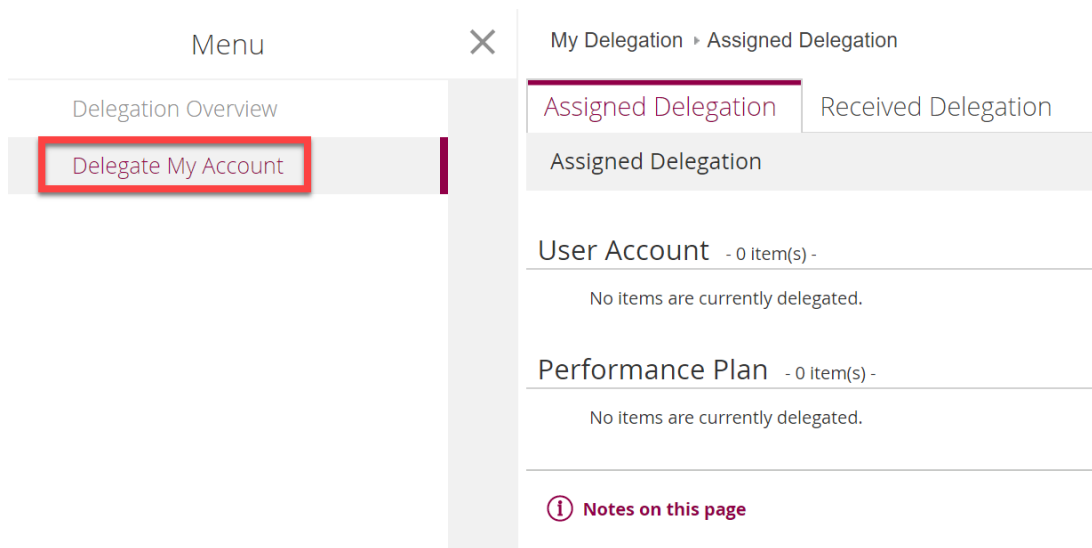 Menu
Delegation Overview
Delegate My Account
My Delegation ▸ Assigned Delegation
Assigned Delegation
Received Delegation
Assigned Delegation
User Account - 0 item(s) -
No items are currently delegated.
Performance Plan - 0 item(s) -
No items are currently delegated.
Notes on this page